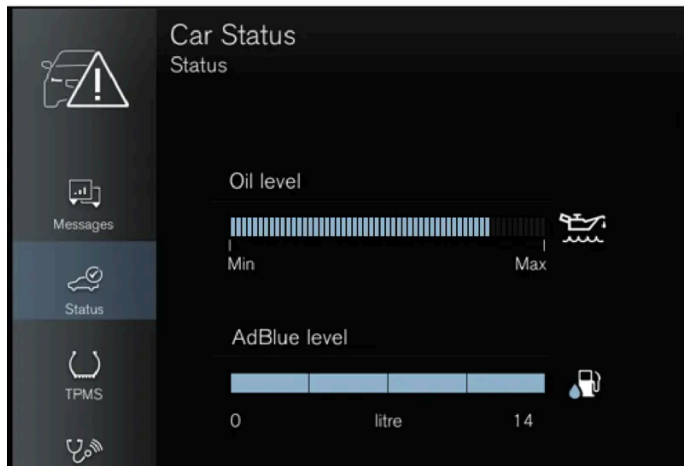 Car Status
Status
Messages
Status
TPMS
Oil level
Min Max
AdBlue level
0 litre 14